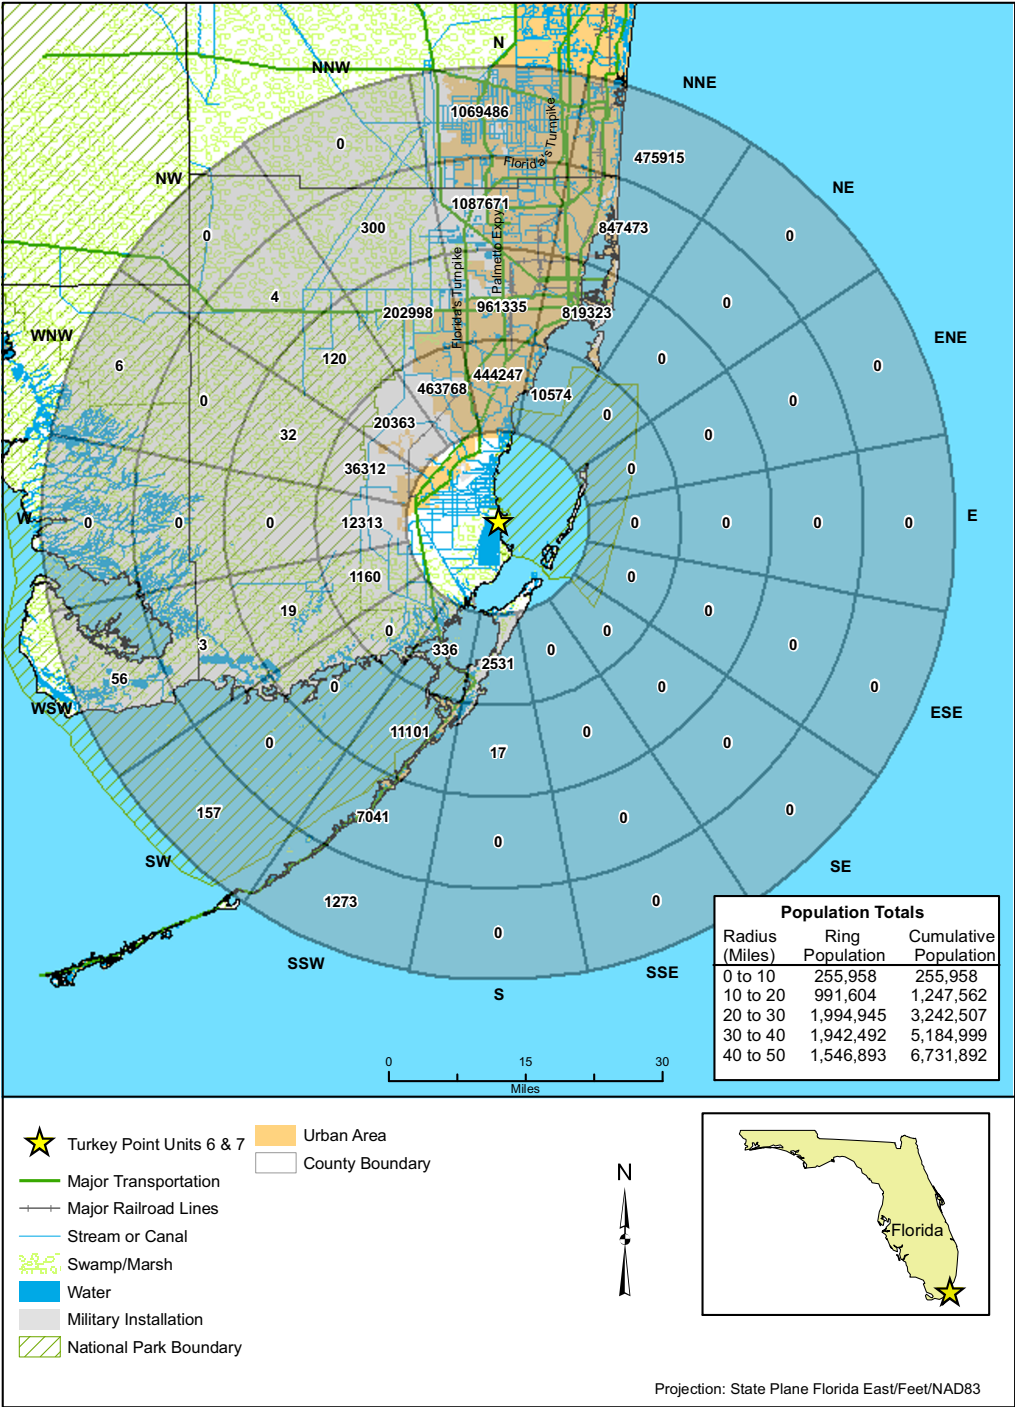 N
NNW
NNE
1069486
0
Florida's Turnpike
475915
NW
NE
1087671
300
847473
0
0
Palmetto Expy
Florida's Turnpike
4
0
202998
961335
819323
WNW
ENE
6
120
0
0
463768
444247
10574
0
0
20363
0
32
0
36312
0
W
0
0
0
12313
0
0
0
0
E
1160
0
19
0
0
0
3
336
2531
0
0
56
0
0
0
WSW
ESE
11101
0
0
0
17
157
7041
0
0
0
SW
SE
1273
0
0
SSW
SSE
S
Population Totals
Radius (Miles) Ring Population Cumulative Population
0 to 10 255,958 255,958
10 to 20 991,604 1,247,562
20 to 30 1,994,945 3,242,507
30 to 40 1,942,492 5,184,999
40 to 50 1,546,893 6,731,892
0 15 30
Miles
Turkey Point Units 6 & 7
Urban Area
County Boundary
Major Transportation
Major Railroad Lines
Stream or Canal
Swamp/Marsh
Water
Military Installation
National Park Boundary
N
Florida
Projection: State Plane Florida East/Feet/NAD83